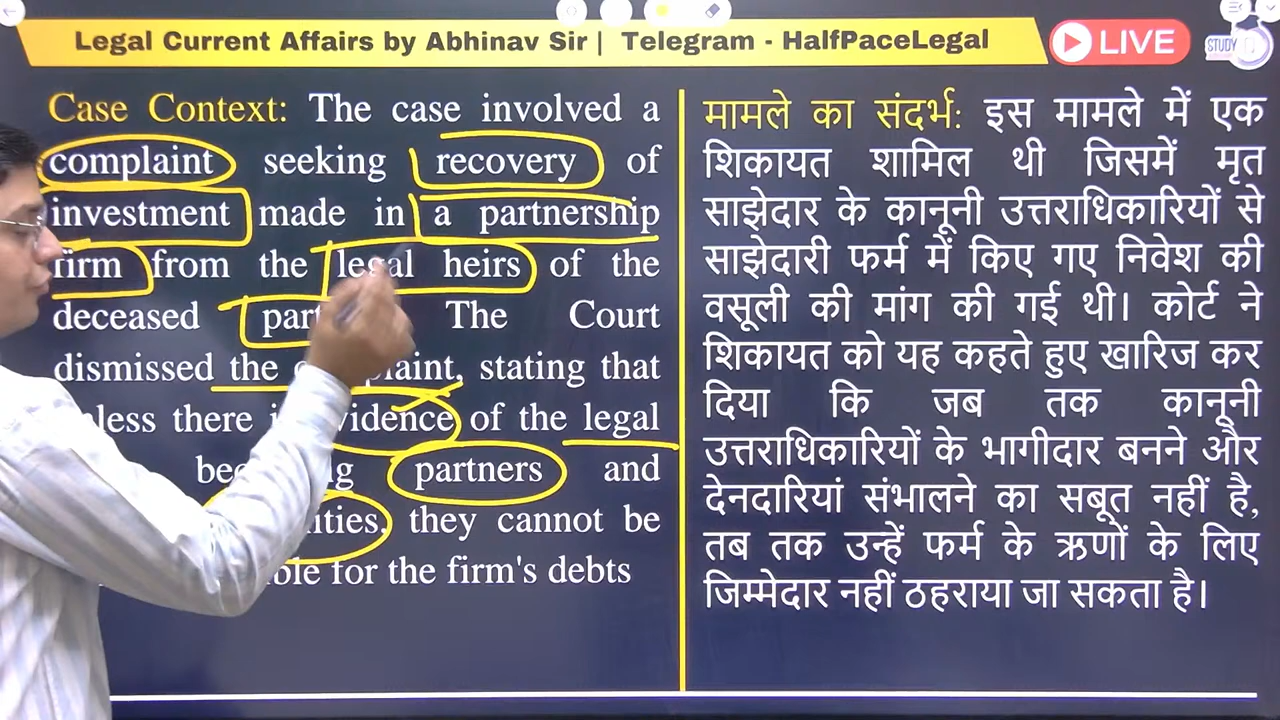 Legal Current Affairs by Abhinav Sir | Telegram - HalfPaceLegal
LIVE
STUDY
Case Context: The case involved a
complaint seeking recovery of
investment made in a partnership
firm from the legal heirs of the
deceased The Court
dismissed the stating that
there of the legal
partners and
they cannot be
for the firm's debts
मामले का संदर्भ: इस मामले में एक
शिकायत शामिल थी जिसमें मृत
साझेदार के कानूनी उत्तराधिकारियों से
साझेदारी फर्म में किए गए निवेश की
वसूली की मांग की गई थी। कोर्ट ने
शिकायत को यह कहते हुए खारिज कर
दिया कि जब तक कानूनी
उत्तराधिकारियों के भागीदार बनने और
देनदारियां संभालने का सबूत नहीं है,
तब तक उन्हें फर्म के ऋणों के लिए
जिम्मेदार नहीं ठहराया जा सकता है।